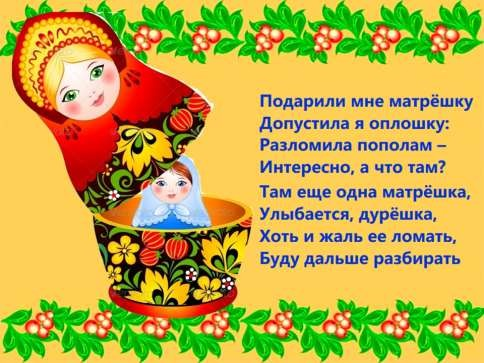 Подарили мне матрёшку
Допустила я оплошку:
Разломила пополам –
Интересно, а что там?
Там еще одна матрёшка,
Улыбается, дурёшка,
Хоть и жаль ее ломать,
Буду дальше разбирать